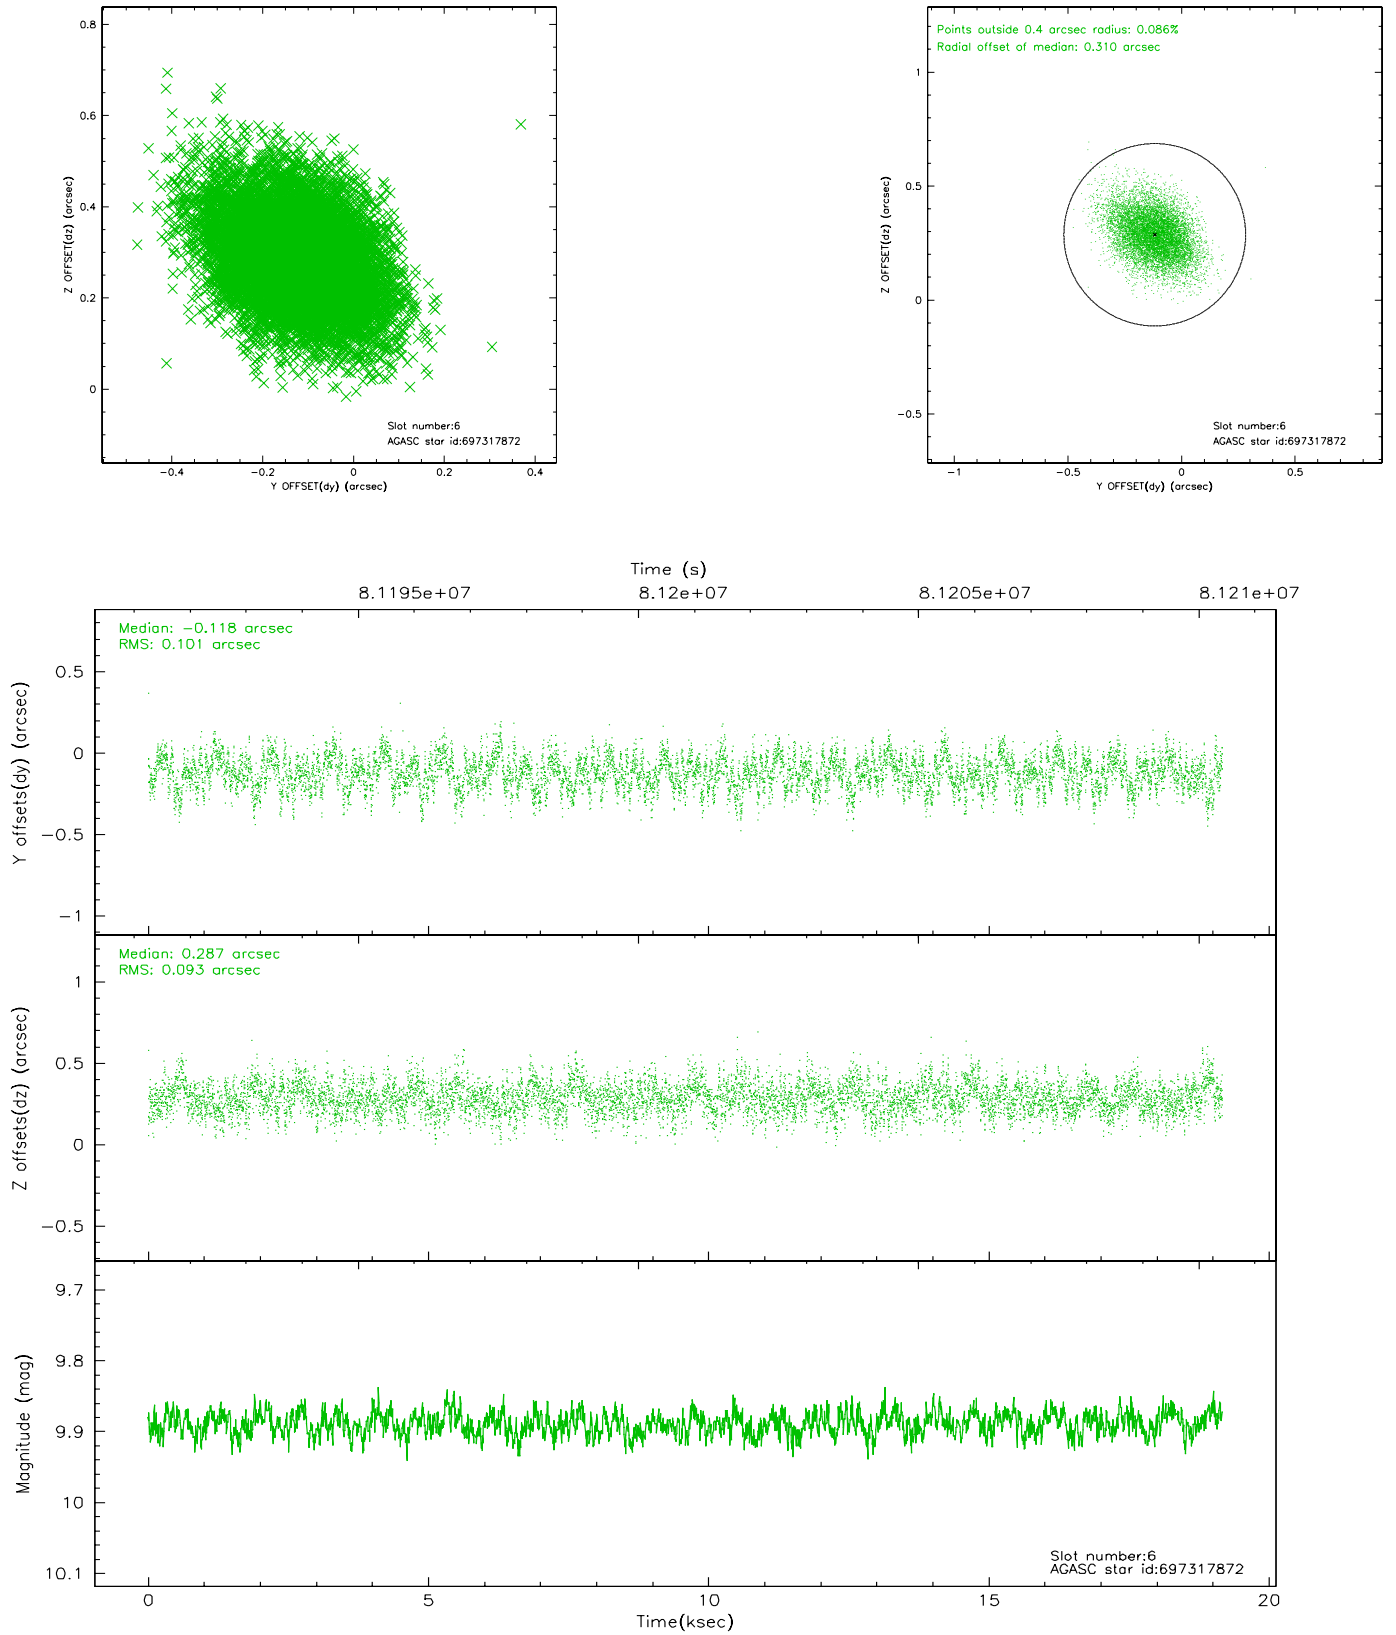 0.8
0.6
0.4
0.2
0
Z OFFSET(dz) (arcsec)
Slot number:6
AGASC star id:697317872
−0.4 −0.2 0 0.2 0.4
Y OFFSET(dy) (arcsec)
Points outside 0.4 arcsec radius: 0.086%
Radial offset of median: 0.310 arcsec
1
0.5
0
−0.5
Z OFFSET(dz) (arcsec)
Slot number:6
AGASC star id:697317872
−1 −0.5 0 0.5
Y OFFSET(dy) (arcsec)
Time (s)
8.1195e+07 8.12e+07 8.1205e+07 8.121e+07
Median: −0.118 arcsec
RMS: 0.101 arcsec
0.5
0
−0.5
−1
Y offsets(dy) (arcsec)
Median: 0.287 arcsec
RMS: 0.093 arcsec
1
0.5
0
−0.5
Z offsets(dz) (arcsec)
9.7
9.8
9.9
10
10.1
Magnitude (mag)
Slot number:6
AGASC star id:697317872
0 5 10 15 20
Time(ksec)